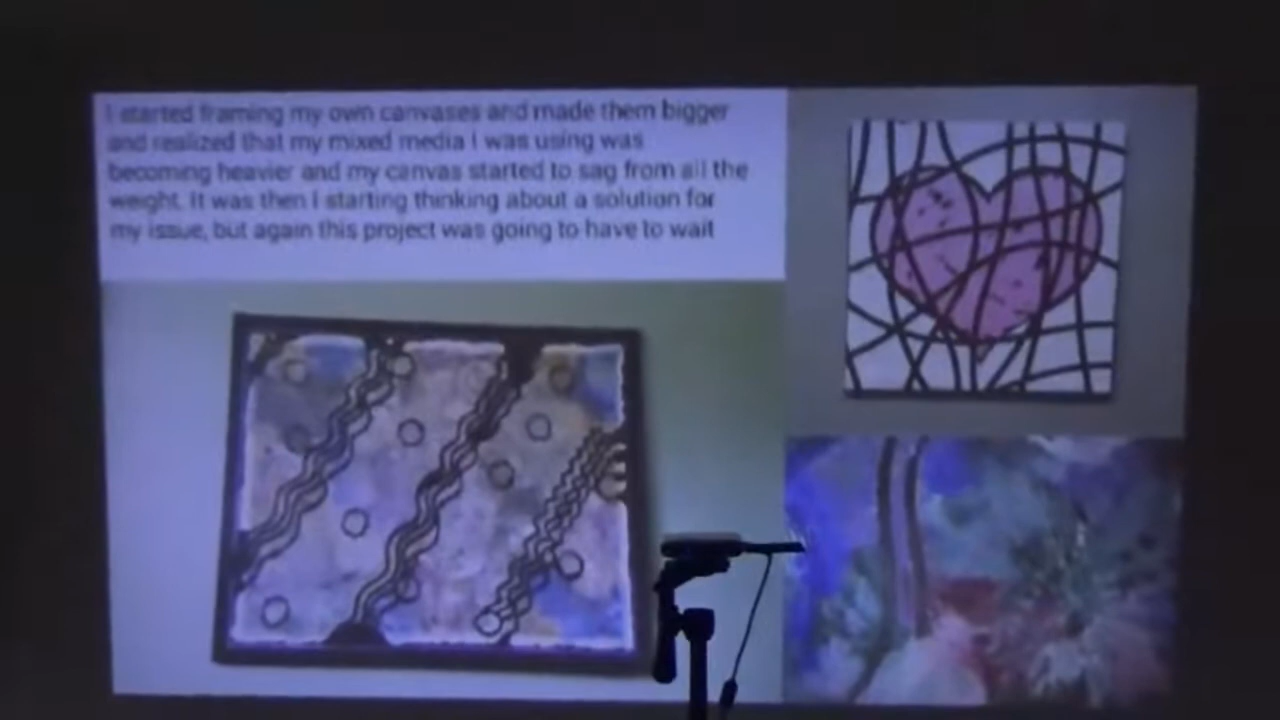 I started framing my own canvases and made them bigger
and realized that my mixed media I was using was
becoming heavier and my canvas started to sag from all the
weight. It was then I starting thinking about a solution for
my issue, but again this project was going to have to wait